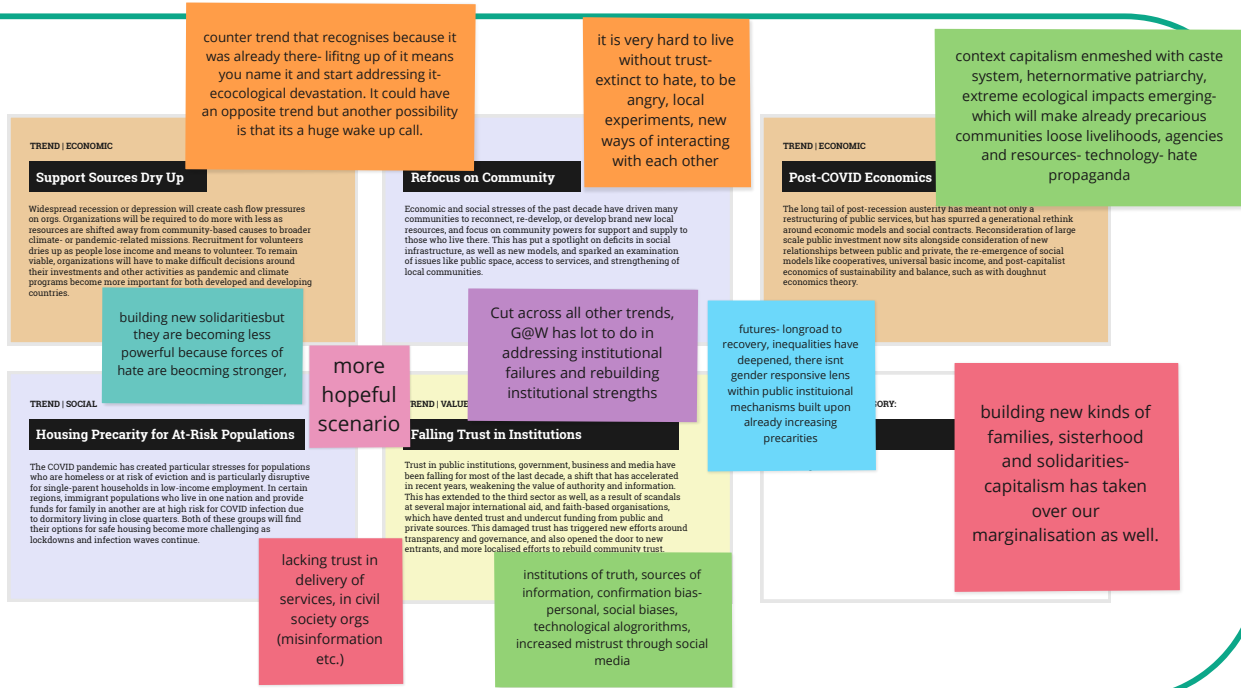 counter trend that recognises because it
was already there- lifitng up of it means
you name it and start addressing it-
ecocological devastation. It could have
an opposite trend but another possibility
is that its a huge wake up call.
it is very hard to live
without trust-
extinct to hate, to be
angry, local
experiments, new
ways of interacting
with each other
context capitalism enmeshed with caste
system, heternormative patriarchy,
extreme ecological impacts emerging-
which will make already precarious
communities loose livelihoods, agencies
and resources- technology- hate
propaganda
TREND | ECONOMIC
Support Sources Dry Up
Widespread recession or depression will create cash flow pressures
on orgs. Organizations will be required to do more with less as
resources are shifted away from community-based causes to broader
climate- or pandemic-related missions. Recruitment for volunteers
dries up as people lose income and means to volunteer. To remain
viable, organizations will have to make difficult decisions around
their investments and other activities as pandemic and climate
programs become more important for both developed and developing
countries.
Refocus on Community
Economic and social stresses of the past decade have driven many
communities to reconnect, re-develop, or develop brand new local
resources, and focus on community powers for support and supply to
those who live there. This has put a spotlight on deficits in social
infrastructure, as well as new models, and sparked an examination
of issues like public space, access to services, and strengthening of
local communities.
TREND | ECONOMIC
Post-COVID Economics
The long tail of post-recession austerity has meant not only a
restructuring of public services, but has spurred a generational rethink
around economic models and social contracts. Reconsideration of large
scale public investment now sits alongside consideration of new
relationships between public and private, the re-emergence of social
models like cooperatives, universal basic income, and post-capitalist
economics of sustainability and balance, such as with doughnut
economics theory.
building new solidaritiesbut
they are becoming less
powerful because forces of
hate are beocming stronger,
more
hopeful
scenario
Cut across all other trends,
G@W has lot to do in
addressing institutional
failures and rebuilding
institutional strengths
futures- longroad to
recovery, inequalities have
deepened, there isnt
gender responsive lens
within public instituional
mechanisms built upon
already increasing
precarities
building new kinds of
families, sisterhood
and solidarities-
capitalism has taken
over our
marginalisation as well.
TREND | SOCIAL
Housing Precarity for At-Risk Populations
The COVID pandemic has created particular stresses for populations
who are homeless or at risk of eviction and is particularly disruptive
for single-parent households in low-income employment. In certain
regions, immigrant populations who live in one nation and provide
funds for family in another are at high risk for COVID infection due
to dormitory living in close quarters. Both of these groups will find
their options for safe housing become more challenging as
lockdowns and infection waves continue.
TREND | VALUE
Falling Trust in Institutions
Trust in public institutions, government, business and media have
been falling for most of the last decade, a shift that has accelerated
in recent years, weakening the value of authority and information.
This has extended to the third sector as well, as a result of scandals
at several major international aid, and faith-based organisations,
which have dented trust and undercut funding from public and
private sources. This damaged trust has triggered new efforts around
transparency and governance, and also opened the door to new
entrants, and more localised efforts to rebuild community trust.
ORY:
lacking trust in
delivery of
services, in civil
society orgs
(misinformation
etc.)
institutions of truth, sources of
information, confirmation bias-
personal, social biases,
technological alogrorithms,
increased mistrust through social
media